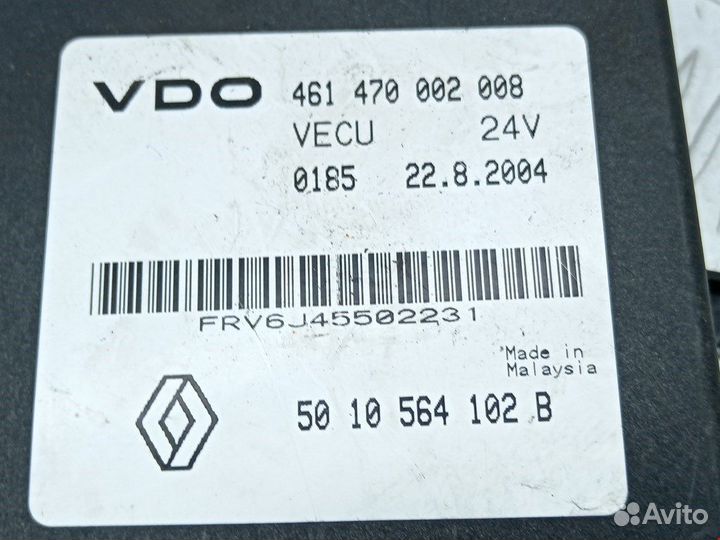 VDO 461 470 002 008
VECU 24V
0185 22.8.2004
FRV6J45502231
Made in
Malaysia
50 10 564 102 B
Avito